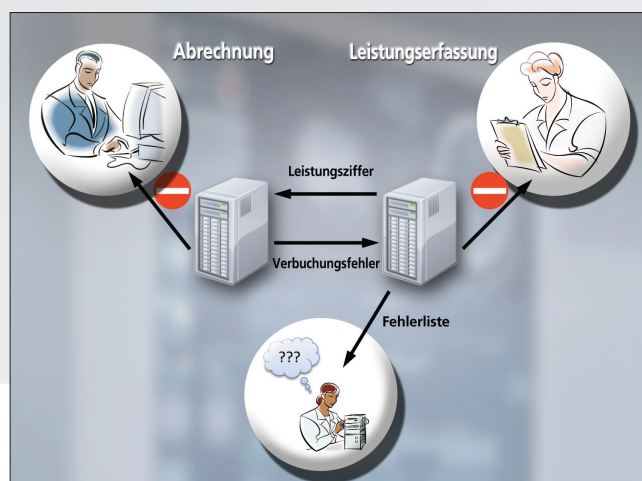 Abrechnung
Leistungserfassung
Leistungsziffer
Verbuchungsfehler
Fehlerliste
???